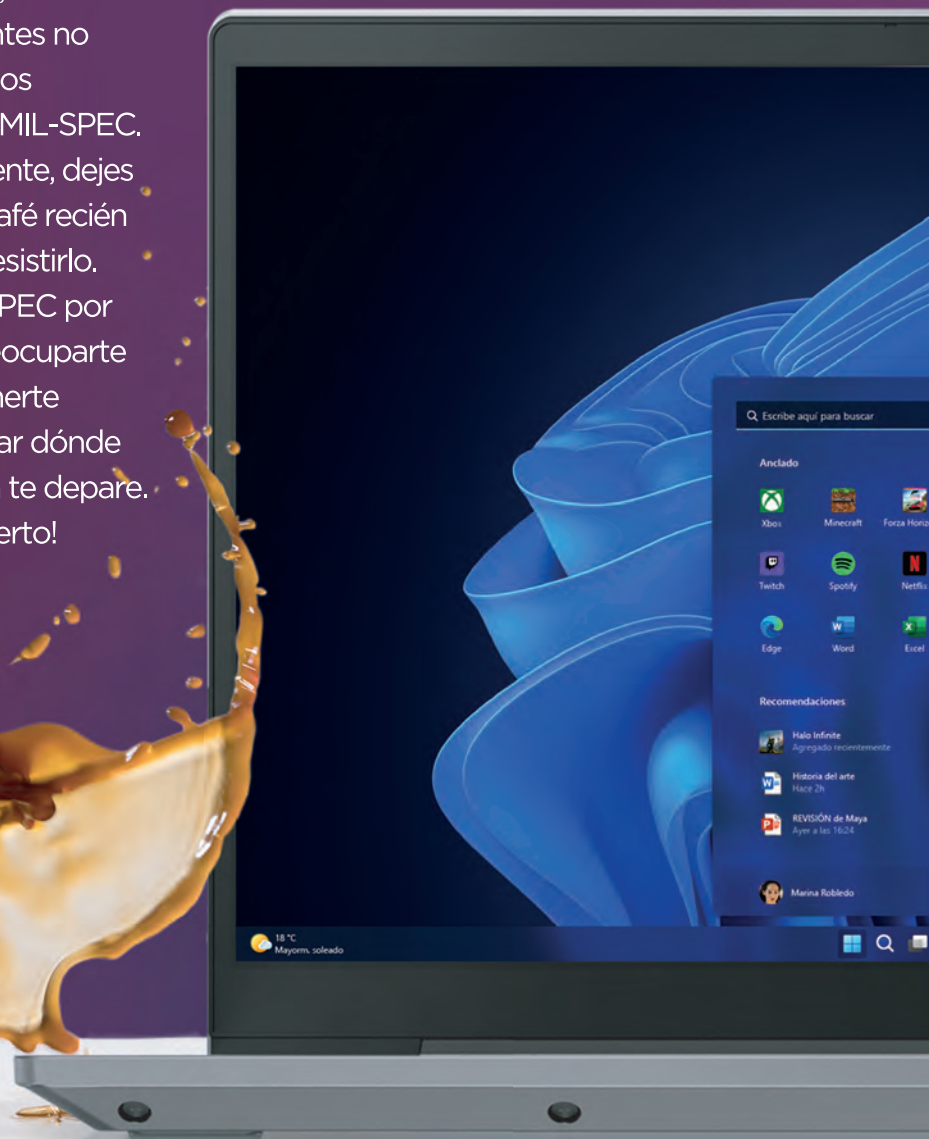 ntes no
os
MIL-SPEC.
ente, dejes
afé recién
esistirlo.
PEC por
ocuparte
nerte
ar dónde
te depare.
erto!
Escribe aquí para buscar
Anclado
Xbox
Minecraft
Forza Horizo
Twitch
Spotify
Netflix
Edge
Word
Excel
Recomendaciones
Halo Infinite
Agregado recientemente
Historia del arte
Hace 2h
REVISIÓN de Maya
Ayer a las 16:24
Marina Robledo
18 °C
Mayorm. soleado